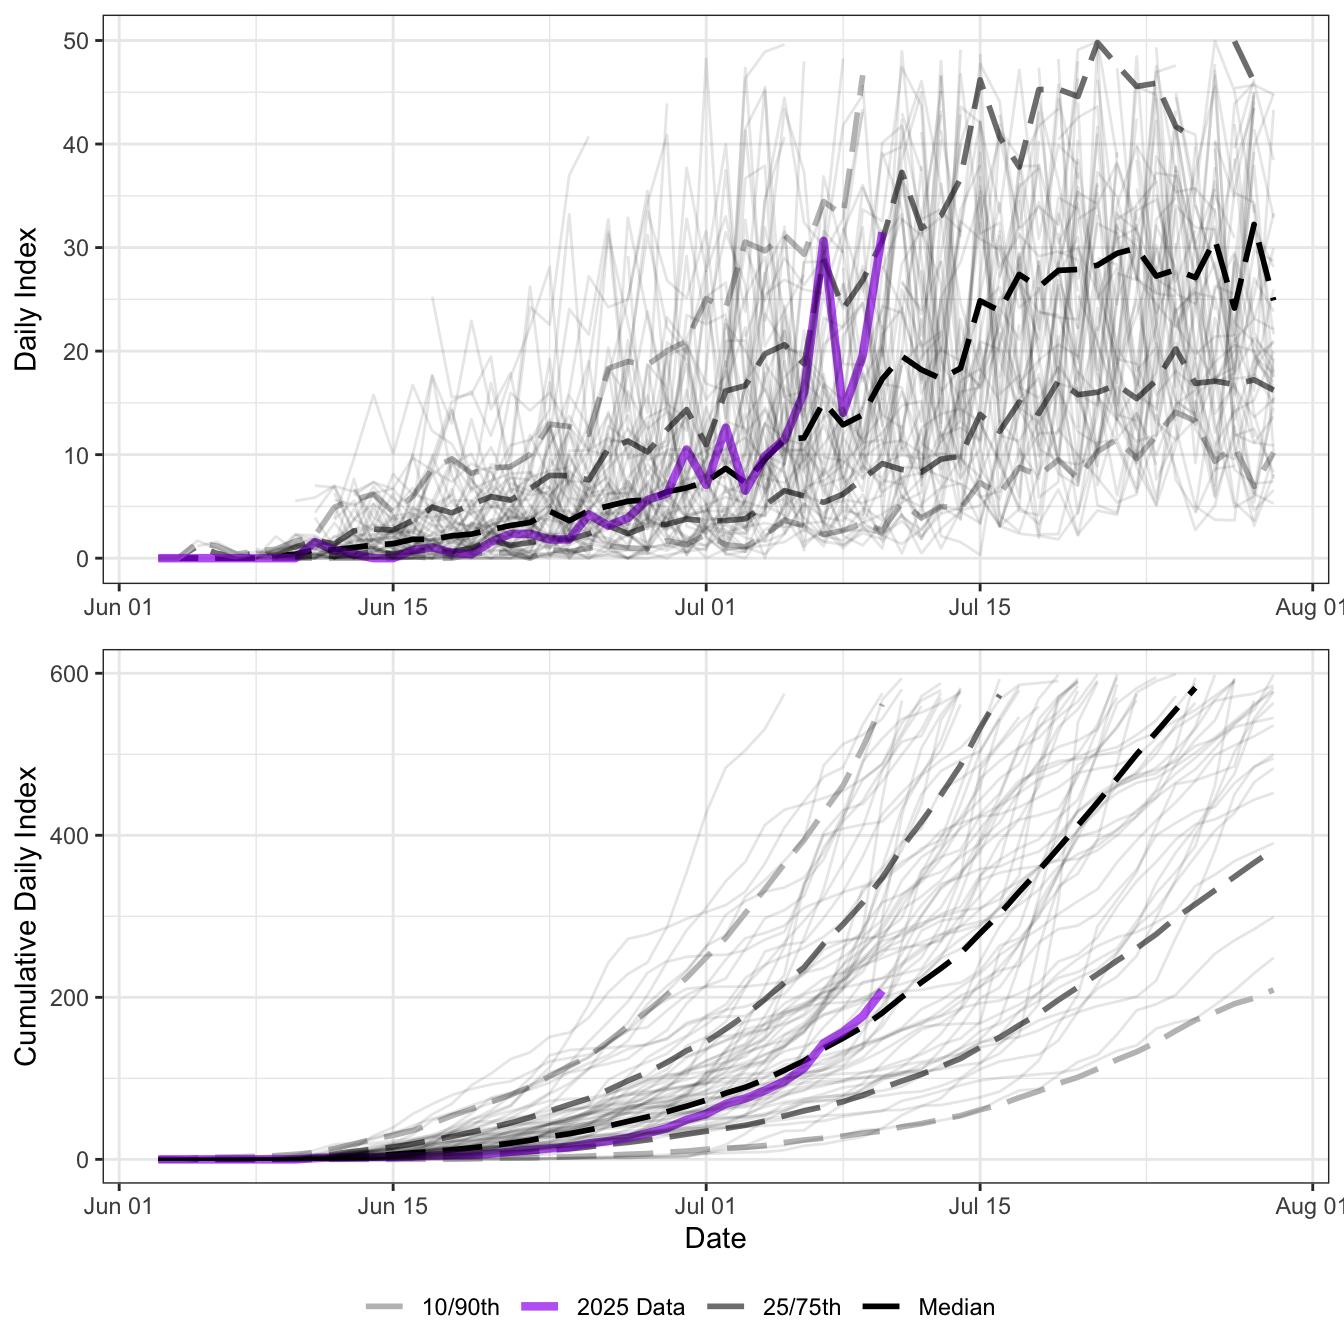 50
40
30
20
10
0
Daily Index
Jun 01 Jun 15 Jul 01 Jul 15 Aug 01
600
400
200
0
Cumulative Daily Index
Jun 01 Jun 15 Jul 01 Jul 15 Aug 01
Date
10/90th 2025 Data 25/75th Median